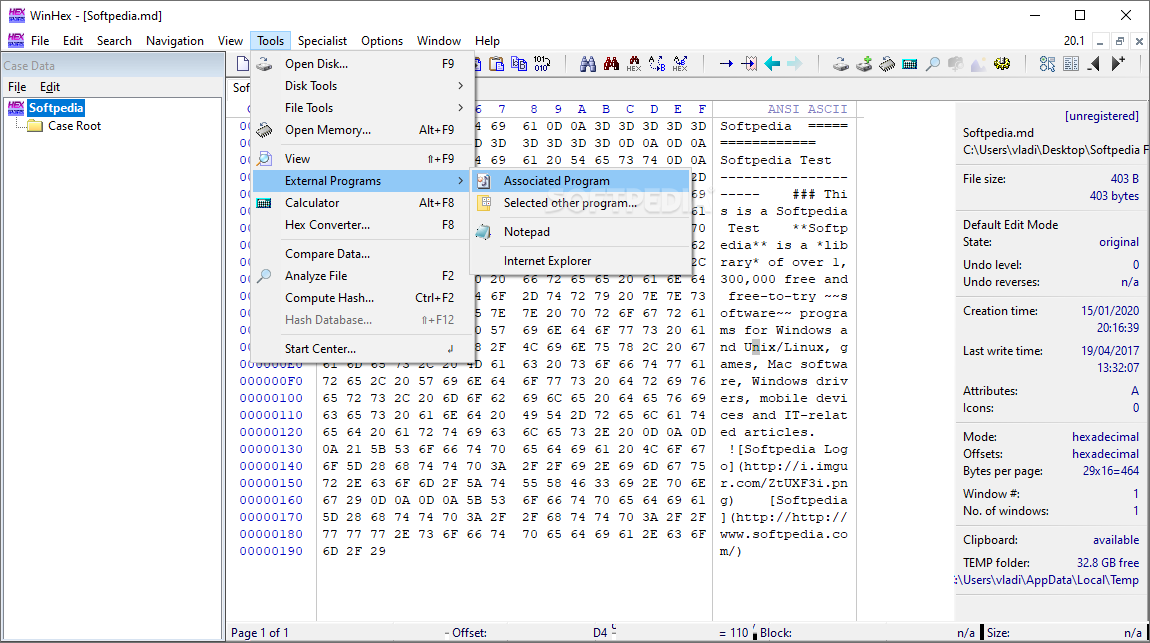 WinHex - [Softpedia.md]
File Edit Search Navigation View Tools Specialist Options Window Help 20.1
Case Data
File Edit
Softpedia
Case Root
Open Disk... F9
Disk Tools
File Tools
Open Memory... Alt+F9
View ⇧+F9
External Programs
Calculator Alt+F8
Hex Converter... F8
Compare Data...
Analyze File F2
Compute Hash... Ctrl+F2
Hash Database... ⇧+F12
Start Center... ↲
Associated Program
Selected other program...
Notepad
Internet Explorer
SOFTPEDIA
Sof
6 7 8 9 A B C D E F ANSI ASCII
69 61 0D 0A 3D 3D 3D 3D 3D Softpedia =====
3D 3D 3D 3D 3D 0D 0A 0D 0A ============
69 61 20 54 65 73 74 0D 0A Softpedia Test
2D ----------------
69 ----- ### Thi
61 s is a Softpedia
70 Test **Softp
62 edia** is a *lib
2C rary* of over 1,
20 66 72 65 65 20 61 6E 64 300,000 free and
6F 2D 74 72 79 20 7E 7E 73 free-to-try ~~s
7E 7E 20 70 72 6F 67 72 61 oftware~~ progra
57 69 6E 64 6F 77 73 20 61 ms for Windows a
2F 4C 69 6E 75 78 2C 20 67 nd Unix/Linux, g
000000E0 61 6D 65 73 2C 20 4D 61 63 20 73 6F 66 74 77 61 ames, Mac softwa
000000F0 72 65 2C 20 57 69 6E 64 6F 77 73 20 64 72 69 76 re, Windows driv
00000100 65 72 73 2C 20 6D 6F 62 69 6C 65 20 64 65 76 69 ers, mobile devi
00000110 63 65 73 20 61 6E 64 20 49 54 2D 72 65 6C 61 74 ces and IT-relat
00000120 65 64 20 61 72 74 69 63 6C 65 73 2E 20 0D 0A 0D ed articles.
00000130 0A 21 5B 53 6F 66 74 70 65 64 69 61 20 4C 6F 67 ![Softpedia Log
00000140 6F 5D 28 68 74 74 70 3A 2F 2F 69 2E 69 6D 67 75 o](http://i.imgu
00000150 72 2E 63 6F 6D 2F 5A 74 55 58 46 33 69 2E 70 6E r.com/ZtUXF3i.pn
00000160 67 29 0D 0A 0D 0A 5B 53 6F 66 74 70 65 64 69 61 g) [Softpedia
00000170 5D 28 68 74 74 70 3A 2F 2F 68 74 74 70 3A 2F 2F ](http://http://
00000180 77 77 77 2E 73 6F 66 74 70 65 64 69 61 2E 63 6F www.softpedia.co
00000190 6D 2F 29 m/)
[unregistered]
Softpedia.md
C:\Users\vladi\Desktop\Softpedia F
File size: 403 B
403 bytes
Default Edit Mode
State: original
Undo level: 0
Undo reverses: n/a
Creation time: 15/01/2020
20:16:39
Last write time: 19/04/2017
13:32:07
Attributes: A
Icons: 0
Mode: hexadecimal
Offsets: hexadecimal
Bytes per page: 29x16=464
Window #: 1
No. of windows: 1
Clipboard: available
TEMP folder: 32.8 GB free
:\Users\vladi\AppData\Local\Temp
Page 1 of 1 Offset: D4 = 110 Block: n/a Size: n/a